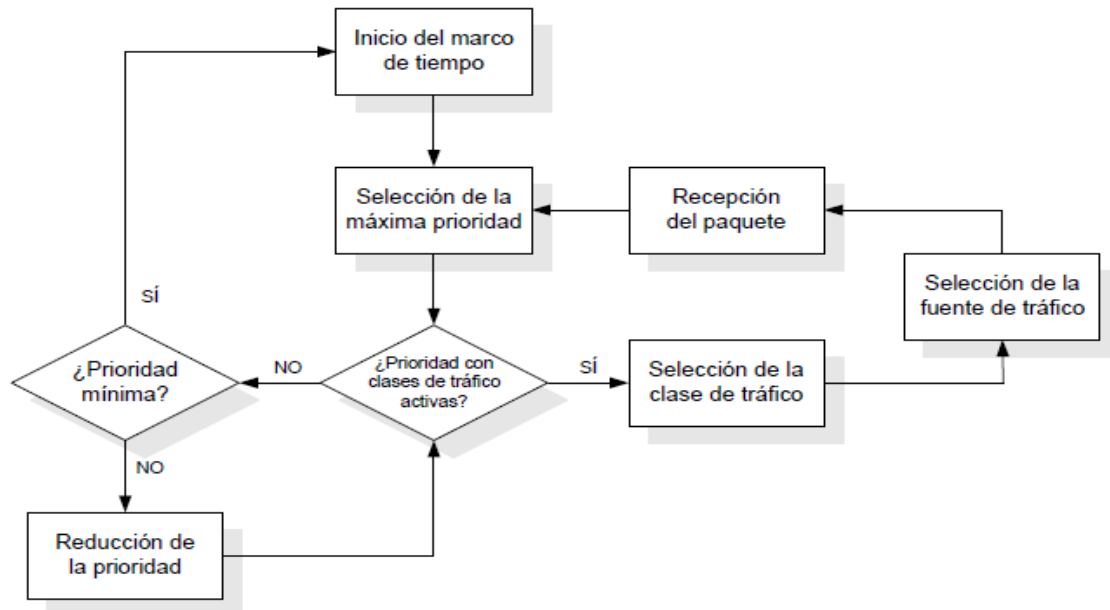 Inicio del marco
de tiempo
Selección de la
máxima prioridad
Recepción
del paquete
Selección de la
fuente de tráfico
SÍ
¿Prioridad
mínima?
NO
¿Prioridad con
clases de tráfico
activas?
SÍ
Selección de la
clase de tráfico
NO
Reducción de
la prioridad